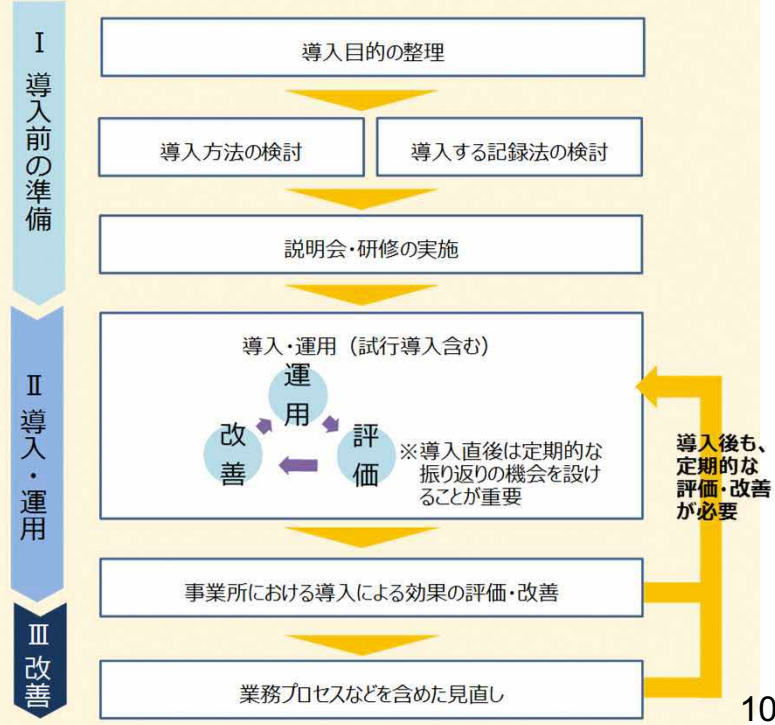 Ⅰ 導入前の準備
導入目的の整理
導入方法の検討
導入する記録法の検討
説明会・研修の実施
Ⅱ 導入・運用
導入・運用（試行導入含む）
運用
評価
改善
※導入直後は定期的な
振り返りの機会を設け
ることが重要
導入後も、
定期的な
評価・改善
が必要
事業所における導入による効果の評価・改善
Ⅲ 改善
業務プロセスなどを含めた見直し
10